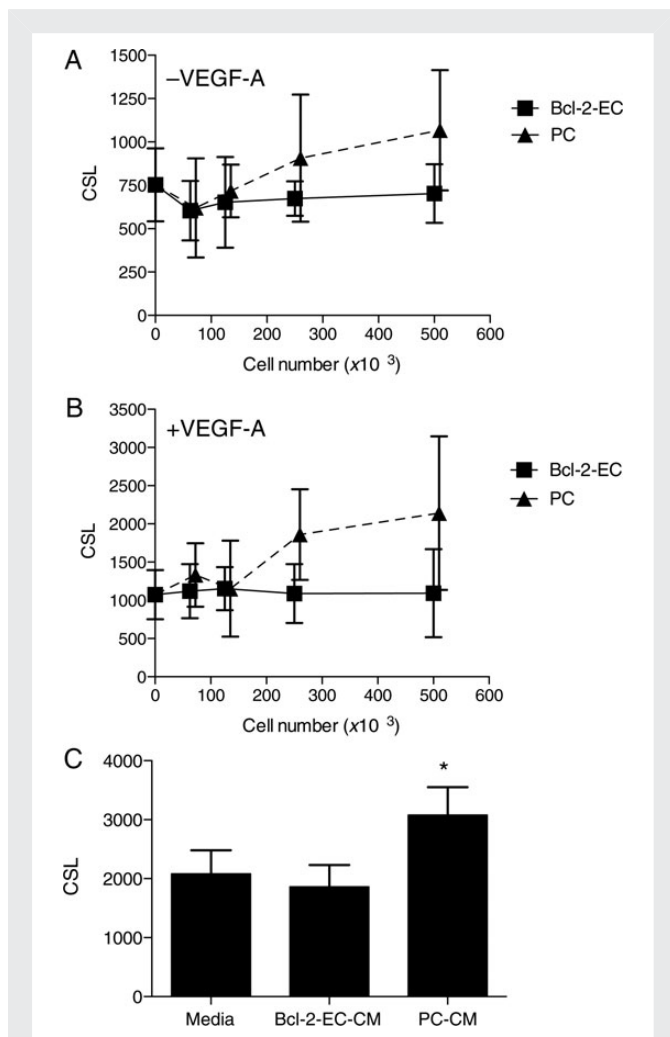 A
–VEGF-A
1500
1250
1000
750
500
250
0
CSL
0 100 200 300 400 500 600
Cell number (x10 3)
Bcl-2-EC
PC
B
+VEGF-A
3500
3000
2500
2000
1500
1000
500
0
CSL
0 100 200 300 400 500 600
Cell number (x10 3)
Bcl-2-EC
PC
C
4000
3000
2000
1000
0
CSL
*
Media Bcl-2-EC-CM PC-CM